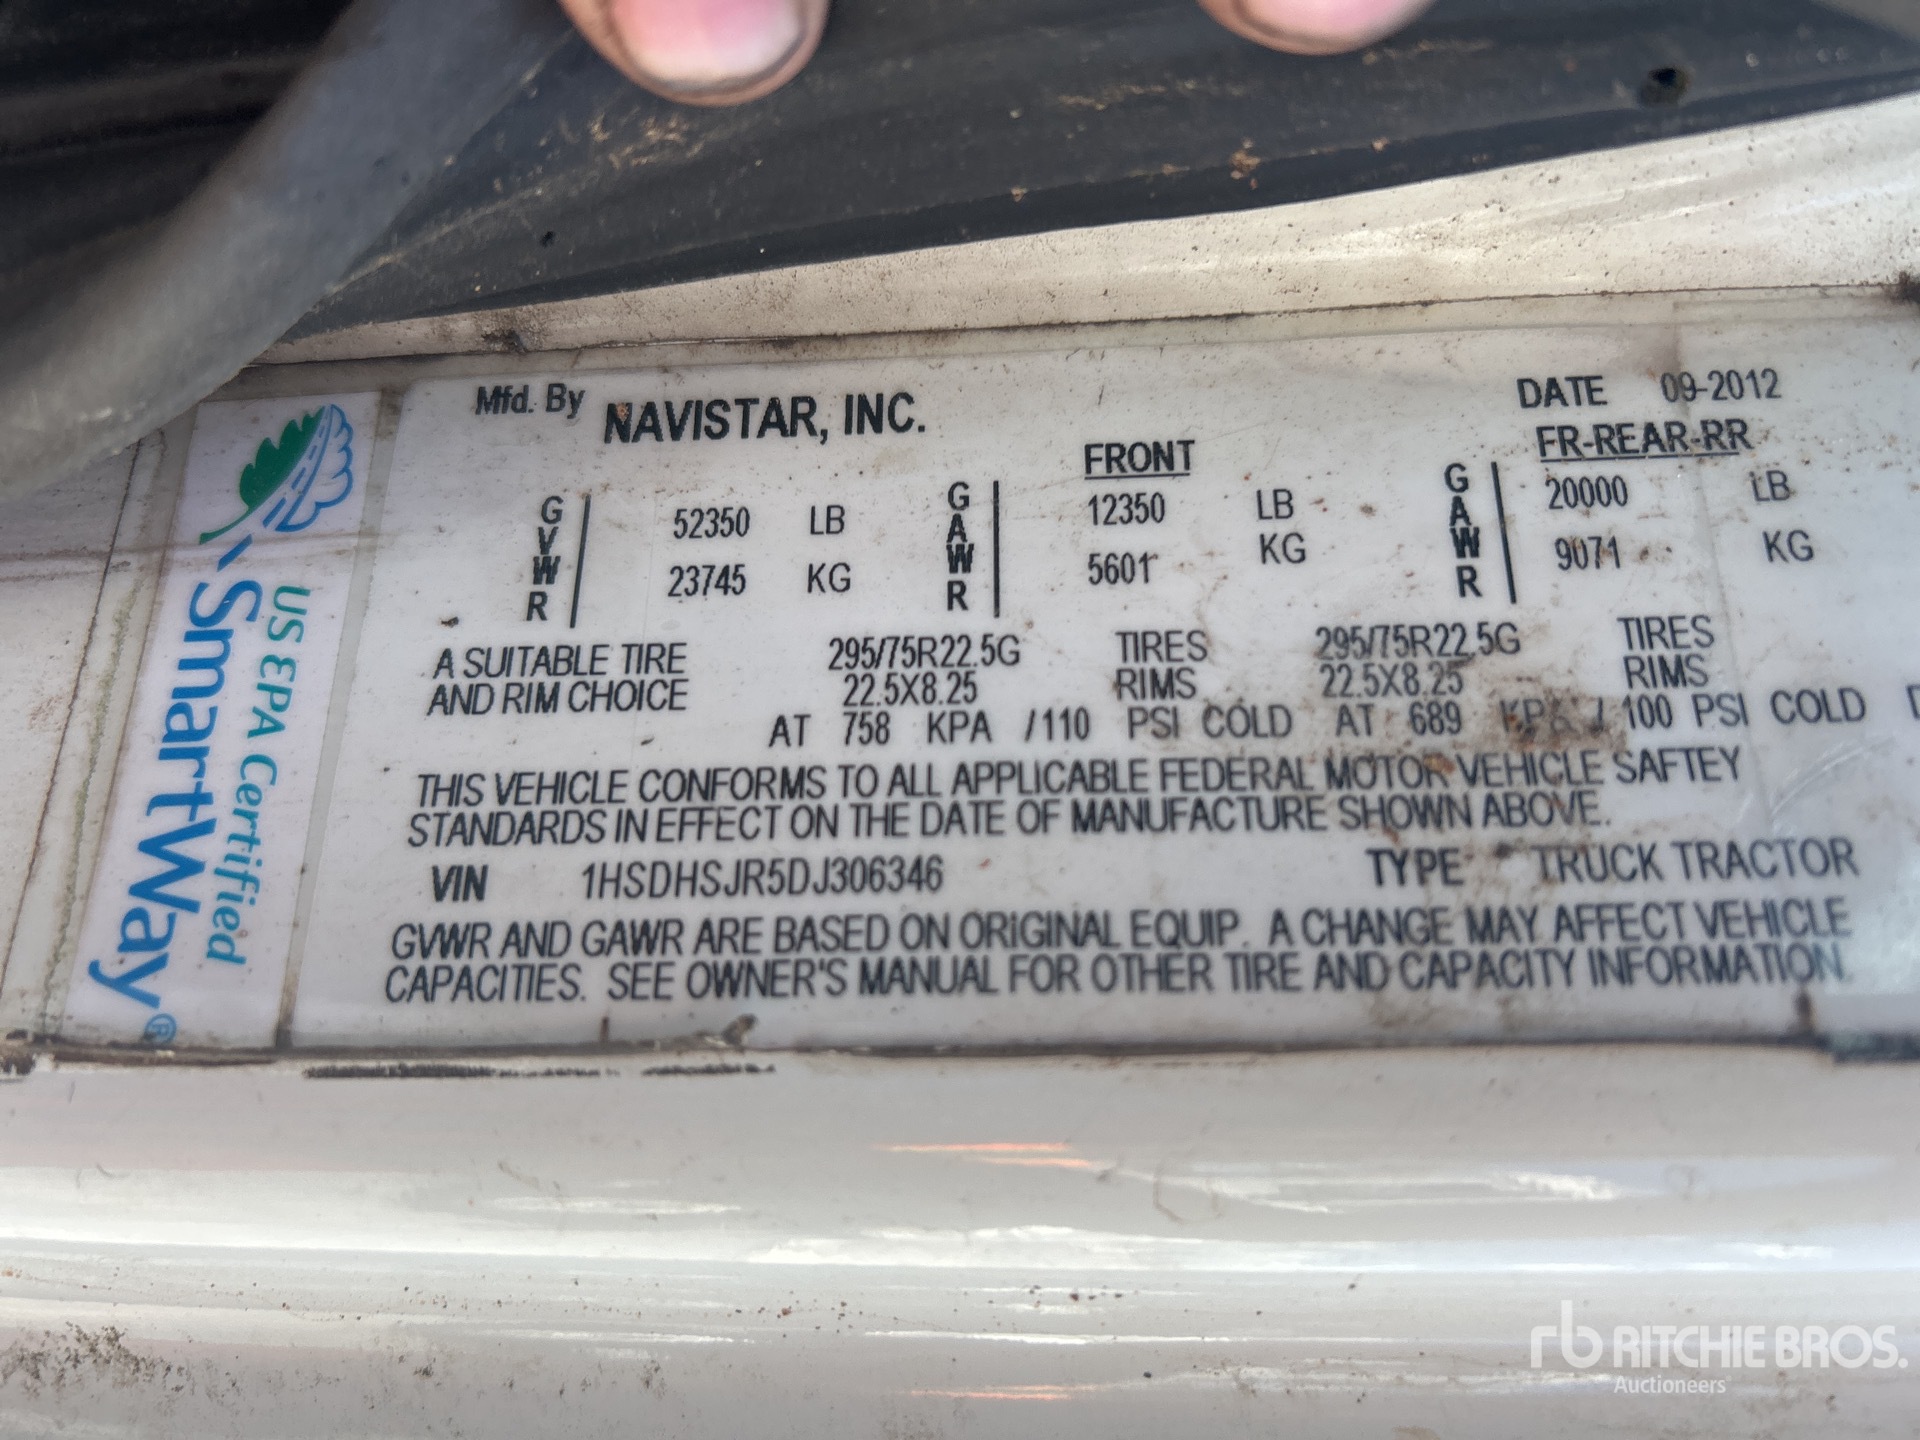 Mfd. By NAVISTAR, INC. DATE 09-2012
FRONT FR-REAR-RR
GVWR 52350 LB GAWR 12350 LB GAWR 20000 LB
23745 KG 5601 KG 9071 KG
A SUITABLE TIRE 295/75R22.5G TIRES 295/75R22.5G TIRES
AND RIM CHOICE 22.5X8.25 RIMS 22.5X8.25 RIMS
AT 758 KPA /110 PSI COLD AT 689 KPA / 100 PSI COLD
THIS VEHICLE CONFORMS TO ALL APPLICABLE FEDERAL MOTOR VEHICLE SAFTEY
STANDARDS IN EFFECT ON THE DATE OF MANUFACTURE SHOWN ABOVE.
VIN 1HSDHSJR5DJ306346 TYPE TRUCK TRACTOR
GVWR AND GAWR ARE BASED ON ORIGINAL EQUIP. A CHANGE MAY AFFECT VEHICLE
CAPACITIES. SEE OWNER'S MANUAL FOR OTHER TIRE AND CAPACITY INFORMATION.
US EPA Certified
SmartWay®
rb RITCHIE BROS.
Auctioneers